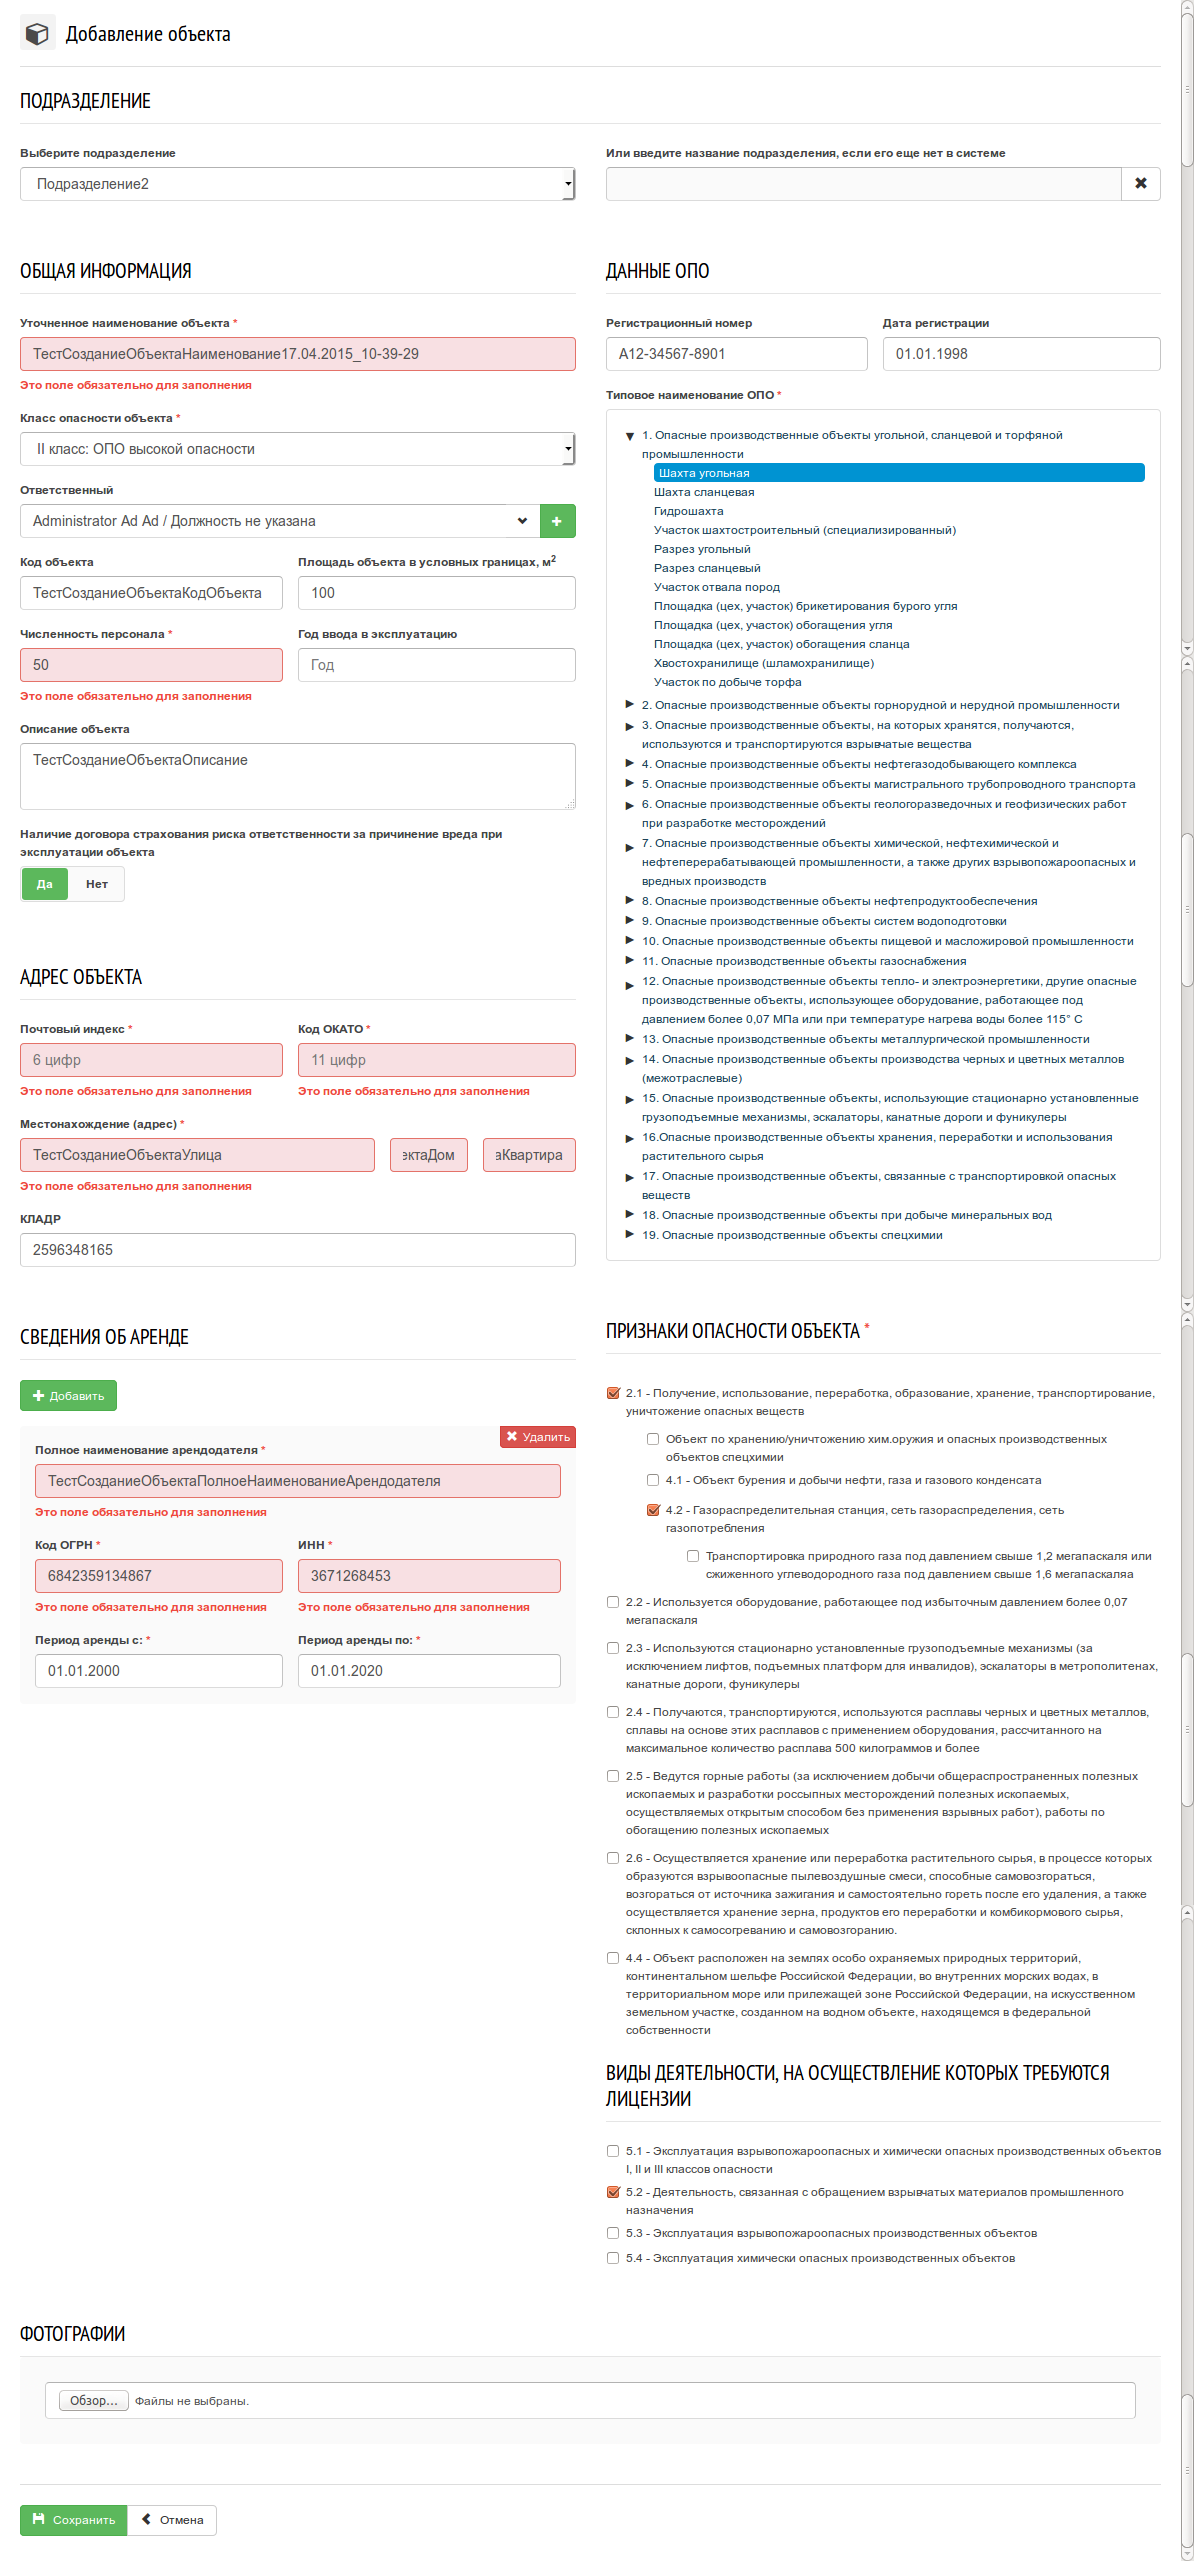 Добавление объекта
ПОДРАЗДЕЛЕНИЕ
Выберите подразделение
Подразделение2
Или введите название подразделения, если его еще нет в системе
ОБЩАЯ ИНФОРМАЦИЯ
Уточненное наименование объекта *
ТестСозданиеОбъектаНаименование17.04.2015_10-39-29
Это поле обязательно для заполнения
Класс опасности объекта *
II класс: ОПО высокой опасности
Ответственный
Administrator Ad Ad / Должность не указана
Код объекта
Площадь объекта в условных границах, м²
ТестСозданиеОбъектаКодОбъекта
100
Численность персонала *
Год ввода в эксплуатацию
50
Год
Это поле обязательно для заполнения
Описание объекта
ТестСозданиеОбъектаОписание
Наличие договора страхования риска ответственности за причинение вреда при
эксплуатации объекта
Да
Нет
АДРЕС ОБЪЕКТА
Почтовый индекс *
Код ОКАТО *
6 цифр
11 цифр
Это поле обязательно для заполнения
Это поле обязательно для заполнения
Местонахождение (адрес) *
ТестСозданиеОбъектаУлица
ектаДом
аКвартира
Это поле обязательно для заполнения
КЛАДР
2596348165
СВЕДЕНИЯ ОБ АРЕНДЕ
Добавить
Удалить
Полное наименование арендодателя *
ТестСозданиеОбъектаПолноеНаименованиеАрендодателя
Это поле обязательно для заполнения
Код ОГРН *
ИНН *
6842359134867
3671268453
Это поле обязательно для заполнения
Это поле обязательно для заполнения
Период аренды с: *
Период аренды по: *
01.01.2000
01.01.2020
ДАННЫЕ ОПО
Регистрационный номер
Дата регистрации
А12-34567-8901
01.01.1998
Типовое наименование ОПО *
1. Опасные производственные объекты угольной, сланцевой и торфяной
промышленности
Шахта угольная
Шахта сланцевая
Гидрошахта
Участок шахтостроительный (специализированный)
Разрез угольный
Разрез сланцевый
Участок отвала пород
Площадка (цех, участок) брикетирования бурого угля
Площадка (цех, участок) обогащения угля
Площадка (цех, участок) обогащения сланца
Хвостохранилище (шламохранилище)
Участок по добыче торфа
2. Опасные производственные объекты горнорудной и нерудной промышленности
3. Опасные производственные объекты, на которых хранятся, получаются,
используются и транспортируются взрывчатые вещества
4. Опасные производственные объекты нефтегазодобывающего комплекса
5. Опасные производственные объекты магистрального трубопроводного транспорта
6. Опасные производственные объекты геологоразведочных и геофизических работ
при разработке месторождений
7. Опасные производственные объекты химической, нефтехимической и
нефтеперерабатывающей промышленности, а также других взрывопожароопасных и
вредных производств
8. Опасные производственные объекты нефтепродуктообеспечения
9. Опасные производственные объекты систем водоподготовки
10. Опасные производственные объекты пищевой и масложировой промышленности
11. Опасные производственные объекты газоснабжения
12. Опасные производственные объекты тепло- и электроэнергетики, другие опасные
производственные объекты, использующее оборудование, работающее под
давлением более 0,07 МПа или при температуре нагрева воды более 115° С
13. Опасные производственные объекты металлургической промышленности
14. Опасные производственные объекты производства черных и цветных металлов
(межотраслевые)
15. Опасные производственные объекты, использующие стационарно установленные
грузоподъемные механизмы, эскалаторы, канатные дороги и фуникулеры
16.Опасные производственные объекты хранения, переработки и использования
растительного сырья
17. Опасные производственные объекты, связанные с транспортировкой опасных
веществ
18. Опасные производственные объекты при добыче минеральных вод
19. Опасные производственные объекты спецхимии
ПРИЗНАКИ ОПАСНОСТИ ОБЪЕКТА *
2.1 - Получение, использование, переработка, образование, хранение, транспортирование,
уничтожение опасных веществ
Объект по хранению/уничтожению хим.оружия и опасных производственных
объектов спецхимии
4.1 - Объект бурения и добычи нефти, газа и газового конденсата
4.2 - Газораспределительная станция, сеть газораспределения, сеть
газопотребления
Транспортировка природного газа под давлением свыше 1,2 мегапаскаля или
сжиженного углеводородного газа под давлением свыше 1,6 мегапаскаляа
2.2 - Используется оборудование, работающее под избыточным давлением более 0,07
мегапаскаля
2.3 - Используются стационарно установленные грузоподъемные механизмы (за
исключением лифтов, подъемных платформ для инвалидов), эскалаторы в метрополитенах,
канатные дороги, фуникулеры
2.4 - Получаются, транспортируются, используются расплавы черных и цветных металлов,
сплавы на основе этих расплавов с применением оборудования, рассчитанного на
максимальное количество расплава 500 килограммов и более
2.5 - Ведутся горные работы (за исключением добычи общераспространенных полезных
ископаемых и разработки россыпных месторождений полезных ископаемых,
осуществляемых открытым способом без применения взрывных работ), работы по
обогащению полезных ископаемых
2.6 - Осуществляется хранение или переработка растительного сырья, в процессе которых
образуются взрывоопасные пылевоздушные смеси, способные самовозгораться,
возгораться от источника зажигания и самостоятельно гореть после его удаления, а также
осуществляется хранение зерна, продуктов его переработки и комбикормового сырья,
склонных к самосогреванию и самовозгоранию.
4.4 - Объект расположен на землях особо охраняемых природных территорий,
континентальном шельфе Российской Федерации, во внутренних морских водах, в
территориальном море или прилежащей зоне Российской Федерации, на искусственном
земельном участке, созданном на водном объекте, находящемся в федеральной
собственности
ВИДЫ ДЕЯТЕЛЬНОСТИ, НА ОСУЩЕСТВЛЕНИЕ КОТОРЫХ ТРЕБУЮТСЯ
ЛИЦЕНЗИИ
5.1 - Эксплуатация взрывопожароопасных и химически опасных производственных объектов
I, II и III классов опасности
5.2 - Деятельность, связанная с обращением взрывчатых материалов промышленного
назначения
5.3 - Эксплуатация взрывопожароопасных производственных объектов
5.4 - Эксплуатация химически опасных производственных объектов
ФОТОГРАФИИ
Обзор... Файлы не выбраны.
Сохранить
Отмена